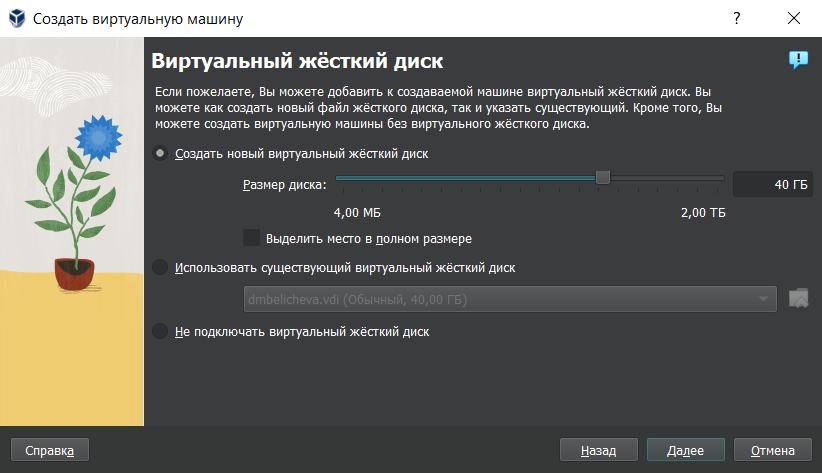 Создать виртуальную машину
?
Виртуальный жёсткий диск
Если пожелаете, Вы можете добавить к создаваемой машине виртуальный жёсткий диск. Вы
можете как создать новый файл жёсткого диска, так и указать существующий. Кроме того, Вы
можете создать виртуальную машины без виртуального жёсткого диска.
Создать новый виртуальный жёсткий диск
Размер диска:
40 ГБ
4,00 МБ
2,00 ТБ
Выделить место в полном размере
Использовать существующий виртуальный жёсткий диск
dmbelicheva.vdi (Обычный, 40,00 ГБ)
Не подключать виртуальный жёсткий диск
Справка
Назад
Далее
Отмена